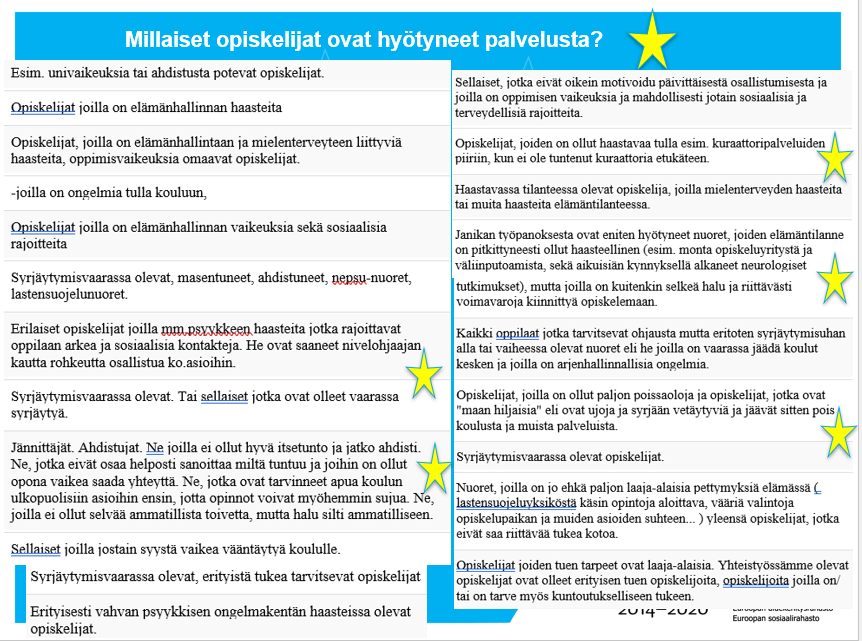 Millaiset opiskelijat ovat hyötyneet palvelusta?
Esim. univaikeuksia tai ahdistusta potevat opiskelijat.
Opiskelijat joilla on elämänhallinnan haasteita
Opiskelijat, joilla on elämänhallintaan ja mielenterveyteen liittyviä
haasteita, oppimisvaikeuksia omaavat opiskelijat.
-joilla on ongelmia tulla kouluun,
Opiskelijat joilla on elämänhallinnan vaikeuksia sekä sosiaalisia
rajoitteita
Syrjäytymisvaarassa olevat, masentuneet, ahdistuneet, nepsu-nuoret,
lastensuojelunuoret.
Erilaiset opiskelijat joilla mm.psyykkeen haasteita jotka rajoittavat
oppilaan arkea ja sosiaalisia kontakteja. He ovat saaneet nivelohjaajan
kautta rohkeutta osallistua ko.asioihin.
Syrjäytymisvaarassa olevat. Tai sellaiset jotka ovat olleet vaarassa
syrjäytyä.
Jännittäjät. Ahdistujat. Ne joilla ei ollut hyvä itsetunto ja jatko ahdisti.
Ne, jotka eivät osaa helposti sanoittaa miltä tuntuu ja joihin on ollut
opona vaikea saada yhteyttä. Ne, jotka ovat tarvinneet apua koulun
ulkopuolisiin asioihin ensin, jotta opinnot voivat myöhemmin sujua. Ne,
joilla ei ollut selvää ammatillista toivetta, mutta halu silti ammatilliseen.
Sellaiset joilla jostain syystä vaikea vääntäytyä koululle.
Syrjäytymisvaarassa olevat, erityistä tukea tarvitsevat opiskelijat
Erityisesti vahvan psyykkisen ongelmakentän haasteissa olevat
opiskelijat.
Sellaiset, jotka eivät oikein motivoidu päivittäisestä osallistumisesta ja
joilla on oppimisen vaikeuksia ja mahdollisesti jotain sosiaalisia ja
terveydellisiä rajoitteita.
Opiskelijat, joiden on ollut haastavaa tulla esim. kuraattoripalveluiden
piiriin, kun ei ole tuntenut kuraattoria etukäteen.
Haastavassa tilanteessa olevat opiskelija, joilla mielenterveyden haasteita
tai muita haasteita elämäntilanteessa.
Janikan työpanoksesta ovat eniten hyötyneet nuoret, joiden elämäntilanne
on pitkittyneesti ollut haasteellinen (esim. monta opiskeluyritystä ja
väliinputoamista, sekä aikuisiän kynnyksellä alkaneet neurologiset
tutkimukset), mutta joilla on kuitenkin selkeä halu ja riittävästi
voimavaroja kiinnittyä opiskelemaan.
Kaikki oppilaat jotka tarvitsevat ohjausta mutta eritoten syrjäytymisuhan
alla tai vaiheessa olevat nuoret eli he joilla on vaarassa jäädä koulut
kesken ja joilla on arjenhallinnallisia ongelmia.
Opiskelijat, joilla on ollut paljon poissaoloja ja opiskelijat, jotka ovat
"maan hiljaisia" eli ovat ujoja ja syrjään vetäytyviä ja jäävät sitten pois
koulusta ja muista palveluista.
Syrjäytymisvaarassa olevat opiskelijat.
Nuoret, joilla on jo ehkä paljon laaja-alaisia pettymyksiä elämässä (
lastensuojeluyksiköstä käsin opintoja aloittava, vääriä valintoja
opiskelupaikan ja muiden asioiden suhteen... ) yleensä opiskelijat, jotka
eivät saa riittävää tukea kotoa.
Opiskelijat joiden tuen tarpeet ovat laaja-alaisia. Yhteistyössämme olevat
opiskelijat ovat olleet erityisen tuen opiskelijoita, opiskelijoita joilla on/
tai on tarve myös kuntoutukselliseen tukeen.
2014–2020
Euroopan sosiaalirahasto